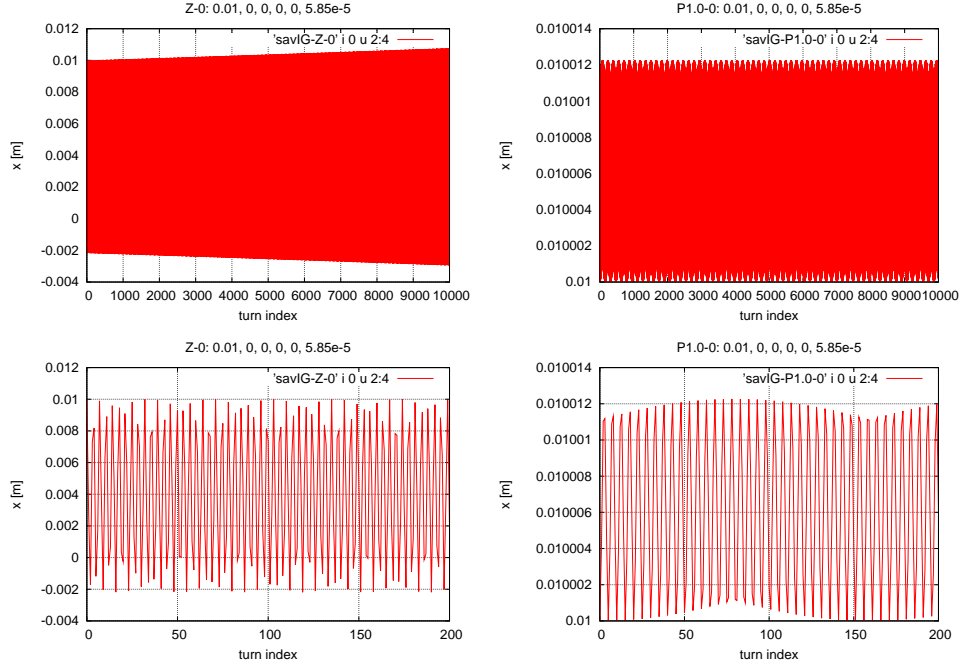 Z-0: 0.01, 0, 0, 0, 0, 5.85e-5
'savIG-Z-0' i 0 u 2:4
0.012
0.01
0.008
0.006
0.004
0.002
0
-0.002
-0.004
x [m]
0 1000 2000 3000 4000 5000 6000 7000 8000 9000 10000
turn index
P1.0-0: 0.01, 0, 0, 0, 0, 5.85e-5
'savIG-P1.0-0' i 0 u 2:4
0.010014
0.010012
0.01001
0.010008
0.010006
0.010004
0.010002
0.01
x [m]
0 1000 2000 3000 4000 5000 6000 7000 8000 9000 10000
turn index
Z-0: 0.01, 0, 0, 0, 0, 5.85e-5
'savIG-Z-0' i 0 u 2:4
0.012
0.01
0.008
0.006
0.004
0.002
0
-0.002
-0.004
x [m]
0 50 100 150 200
turn index
P1.0-0: 0.01, 0, 0, 0, 0, 5.85e-5
'savIG-P1.0-0' i 0 u 2:4
0.010014
0.010012
0.01001
0.010008
0.010006
0.010004
0.010002
0.01
x [m]
0 50 100 150 200
turn index